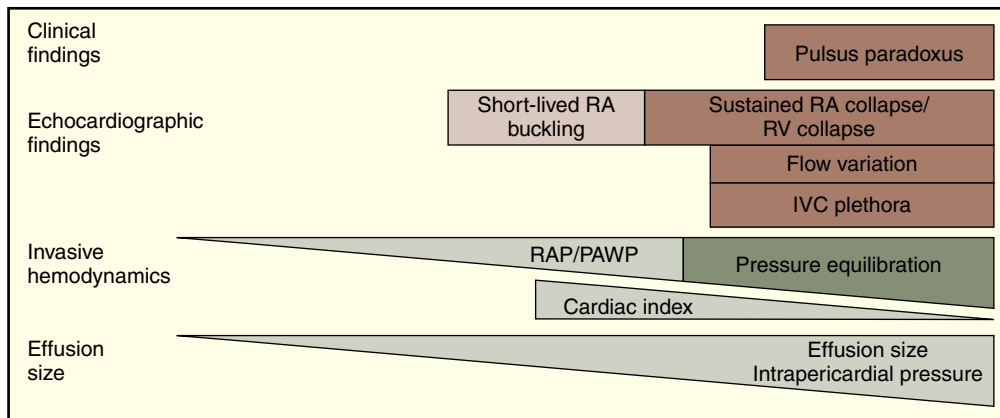 Clinical
findings
Pulsus paradoxus
Echocardiographic
findings
Short-lived RA
buckling
Sustained RA collapse/
RV collapse
Flow variation
IVC plethora
Invasive
hemodynamics
RAP/PAWP
Pressure equilibration
Cardiac index
Effusion
size
Effusion size
Intrapericardial pressure